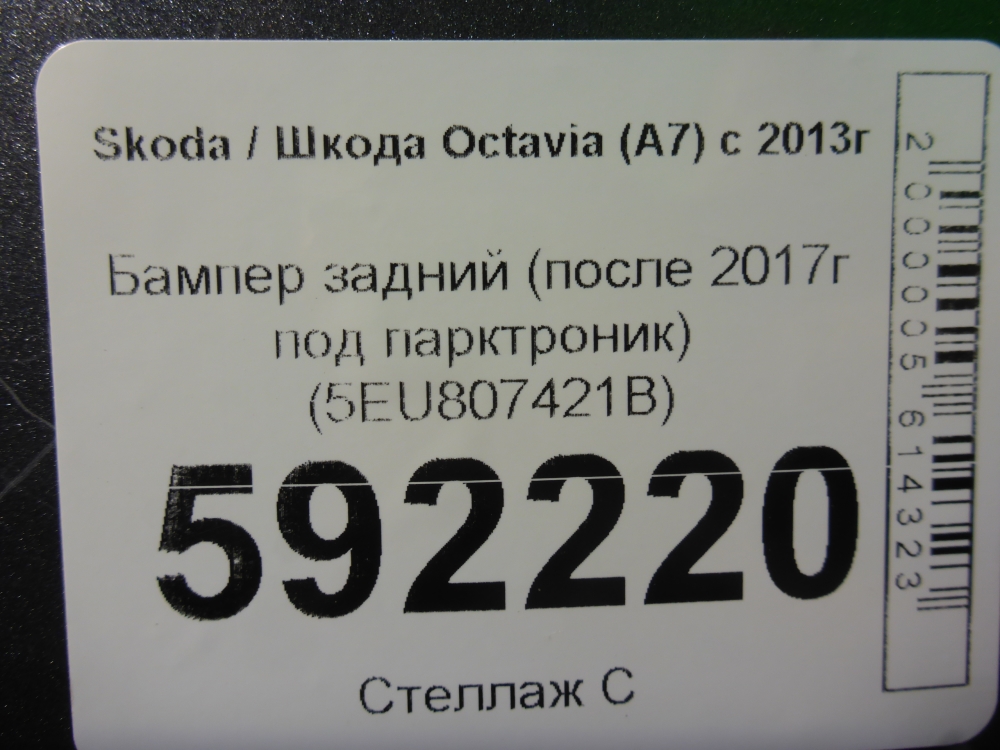 Skoda / Шкода Octavia (A7) с 2013г
Бампер задний (после 2017г
под парктроник)
(5EU807421B)
592220
Стеллаж С
2000005614323